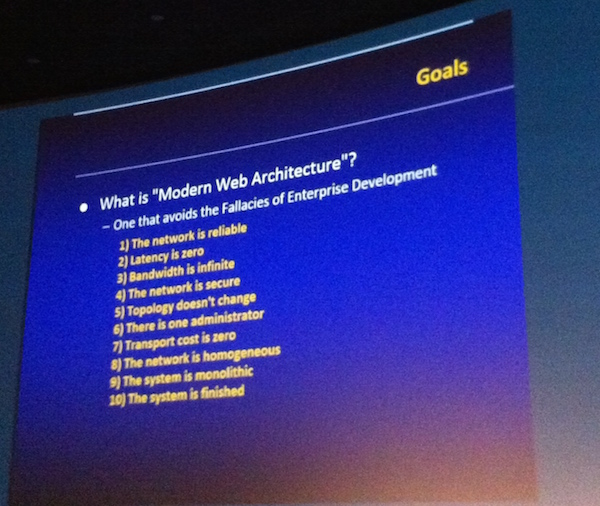 Goals
● What is "Modern Web Architecture"?
– One that avoids the Fallacies of Enterprise Development
1) The network is reliable
2) Latency is zero
3) Bandwidth is infinite
4) The network is secure
5) Topology doesn't change
6) There is one administrator
7) Transport cost is zero
8) The network is homogeneous
9) The system is monolithic
10) The system is finished